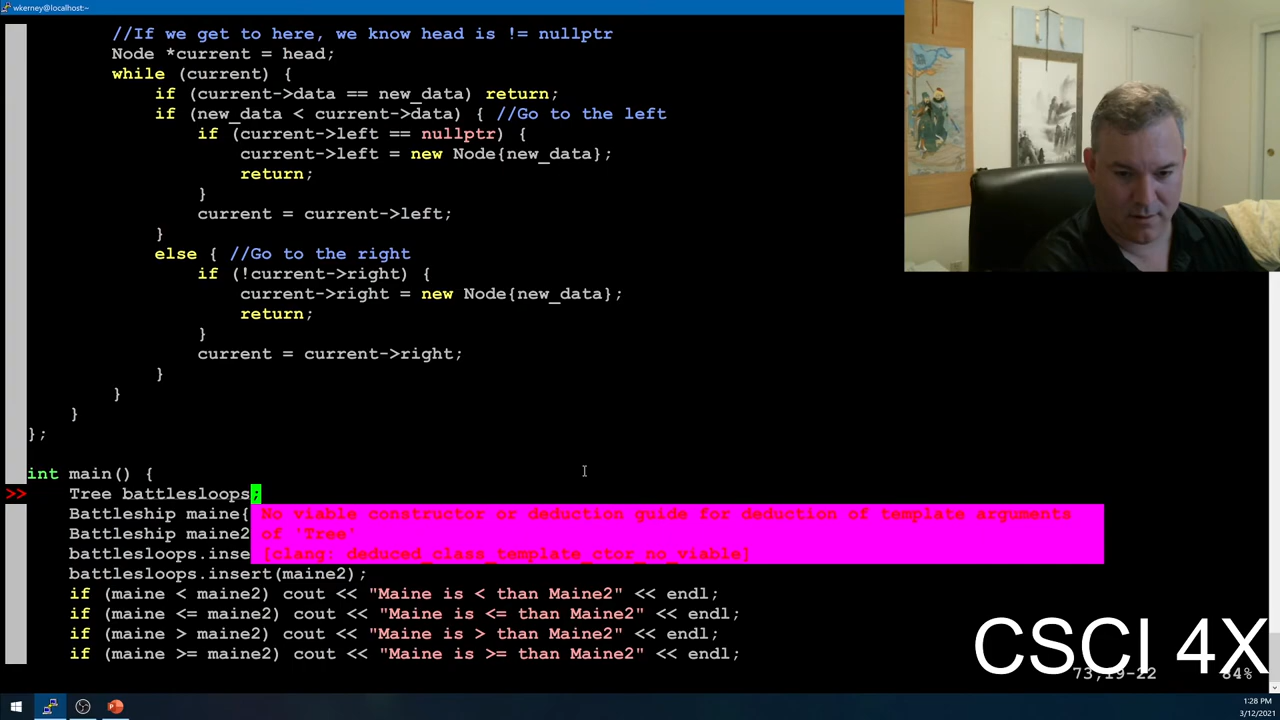 wkerney@localhost:~
//If we get to here, we know head is != nullptr
Node *current = head;
while (current) {
if (current->data == new_data) return;
if (new_data < current->data) { //Go to the left
if (current->left == nullptr) {
current->left = new Node{new_data};
return;
}
current = current->left;
}
else { //Go to the right
if (!current->right) {
current->right = new Node{new_data};
return;
}
current = current->right;
}
}
}
};
int main() {
>> Tree battlesloops;
Battleship maine{ No viable constructor or deduction guide for deduction of template arguments
Battleship maine2 of 'Tree'
battlesloops.inse [clang: deduced_class_template_ctor_no_viable]
battlesloops.insert(maine2);
if (maine < maine2) cout << "Maine is < than Maine2" << endl;
if (maine <= maine2) cout << "Maine is <= than Maine2" << endl;
if (maine > maine2) cout << "Maine is > than Maine2" << endl;
if (maine >= maine2) cout << "Maine is >= than Maine2" << endl;
CSCI 4X
73,19-22 84%
1:28 PM
3/12/2021